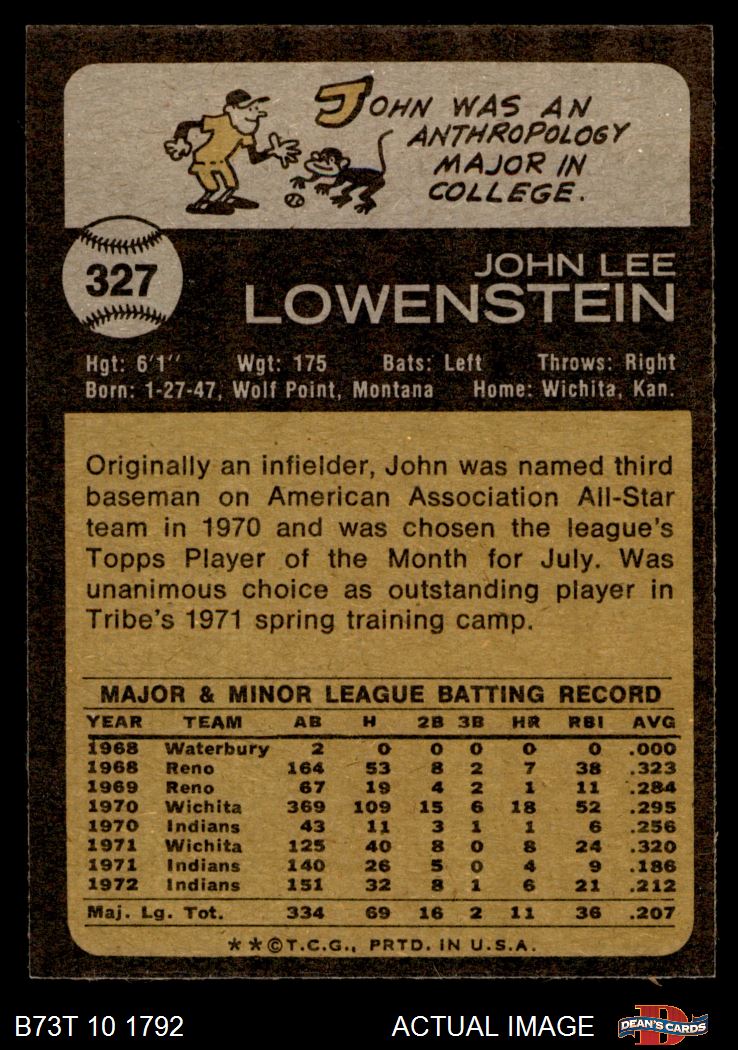 JOHN WAS AN
ANTHROPOLOGY
MAJOR IN
COLLEGE.
327
JOHN LEE
LOWENSTEIN
Hgt: 6'1'' Wgt: 175 Bats: Left Throws: Right
Born: 1-27-47, Wolf Point, Montana Home: Wichita, Kan.
Originally an infielder, John was named third
baseman on American Association All-Star
team in 1970 and was chosen the league's
Topps Player of the Month for July. Was
unanimous choice as outstanding player in
Tribe's 1971 spring training camp.
MAJOR & MINOR LEAGUE BATTING RECORD
YEAR TEAM AB H 2B 3B HR RBI AVG
1968 Waterbury 2 0 0 0 0 0 .000
1968 Reno 164 53 8 2 7 38 .323
1969 Reno 67 19 4 2 1 11 .284
1970 Wichita 369 109 15 6 18 52 .295
1970 Indians 43 11 3 1 1 6 .256
1971 Wichita 125 40 8 0 8 24 .320
1971 Indians 140 26 5 0 4 9 .186
1972 Indians 151 32 8 1 6 21 .212
Maj. Lg. Tot. 334 69 16 2 11 36 .207
**©T.C.G., PRTD. IN U.S.A.
B73T 10 1792 ACTUAL IMAGE
D
DEAN'S CARDS